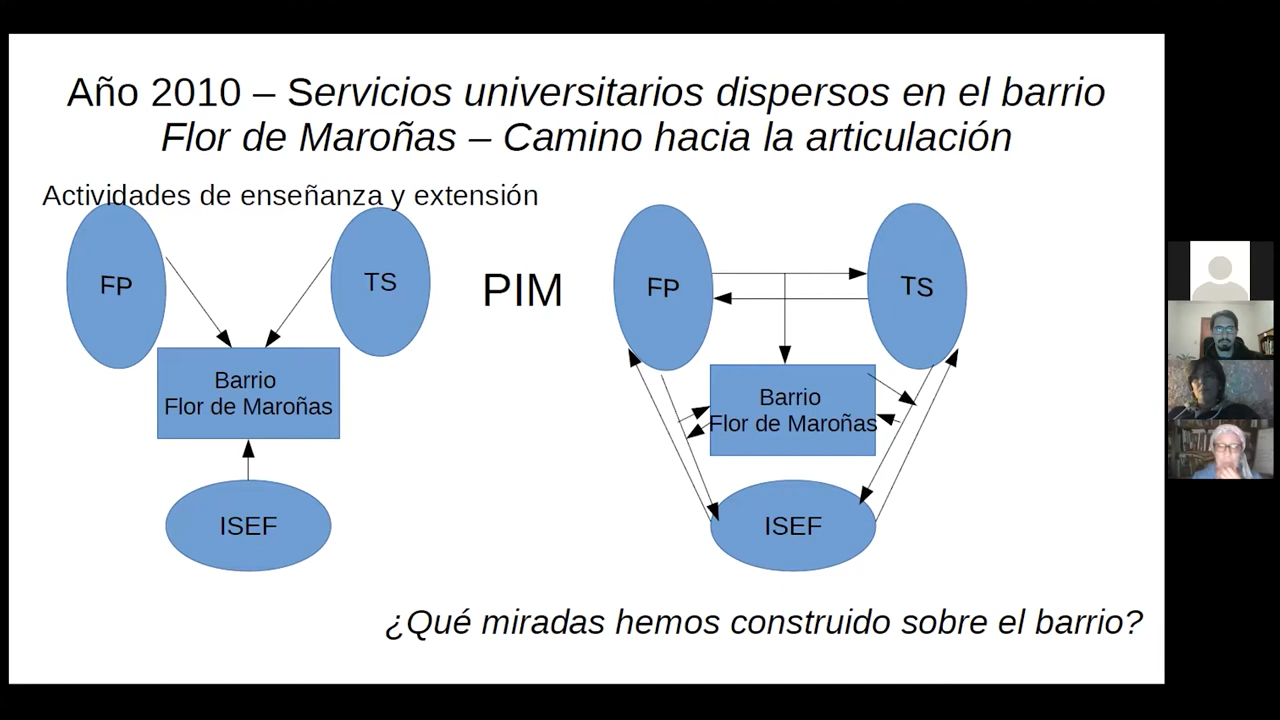 Año 2010 – Servicios universitarios dispersos en el barrio
Flor de Maroñas – Camino hacia la articulación
Actividades de enseñanza y extensión
FP
TS
Barrio
Flor de Maroñas
ISEF
PIM
FP
TS
Barrio
Flor de Maroñas
ISEF
¿Qué miradas hemos construido sobre el barrio?